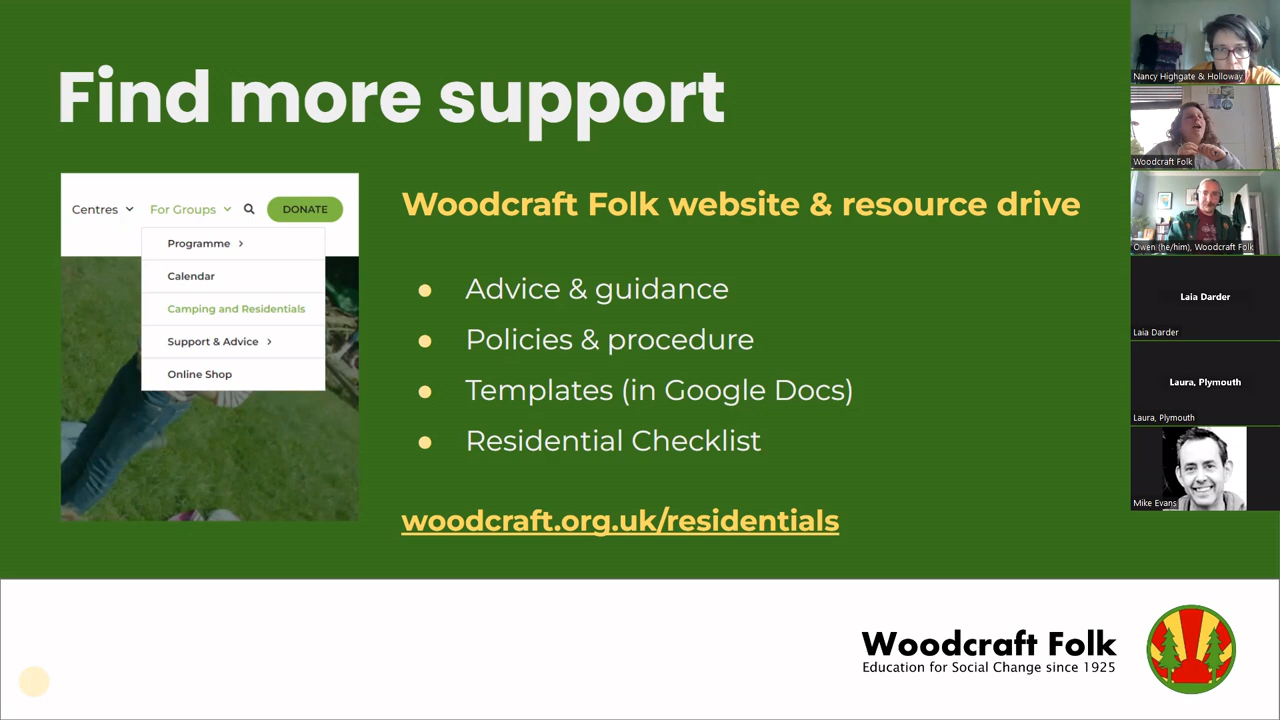 Find more support
Centres
For Groups
DONATE
Programme
Calendar
Camping and Residentials
Support & Advice
Online Shop
Woodcraft Folk website & resource drive
Advice & guidance
Policies & procedure
Templates (in Google Docs)
Residential Checklist
woodcraft.org.uk/residentials
Woodcraft Folk
Education for Social Change since 1925
Nancy Highgate & Holloway
Woodcraft Folk
Owen (he/him), Woodcraft Folk
Laia Darder
Laia Darder
Laura, Plymouth
Laura, Plymouth
Mike Evans